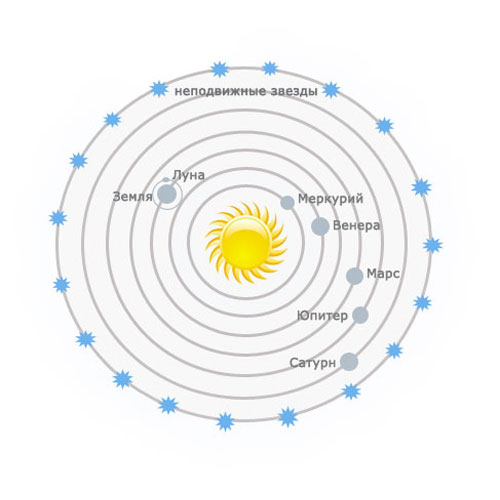 неподвижные звезды
Луна
Земля
Меркурий
Венера
Марс
Юпитер
Сатурн